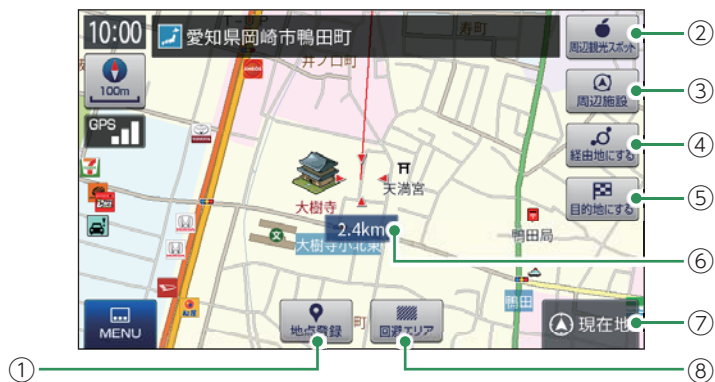 10:00
愛知県岡崎市鴨田町
寿町
周辺観光スポット
②
井ノ口町
100m
周辺施設
③
GPS
経由地にする
④
天満宮
大樹寺
目的地にする
⑤
2.4km
⑥
鴨田局
大樹寺小北東
鴨田
MENU
地点登録
町
回避エリア
現在地
⑦
①
⑧